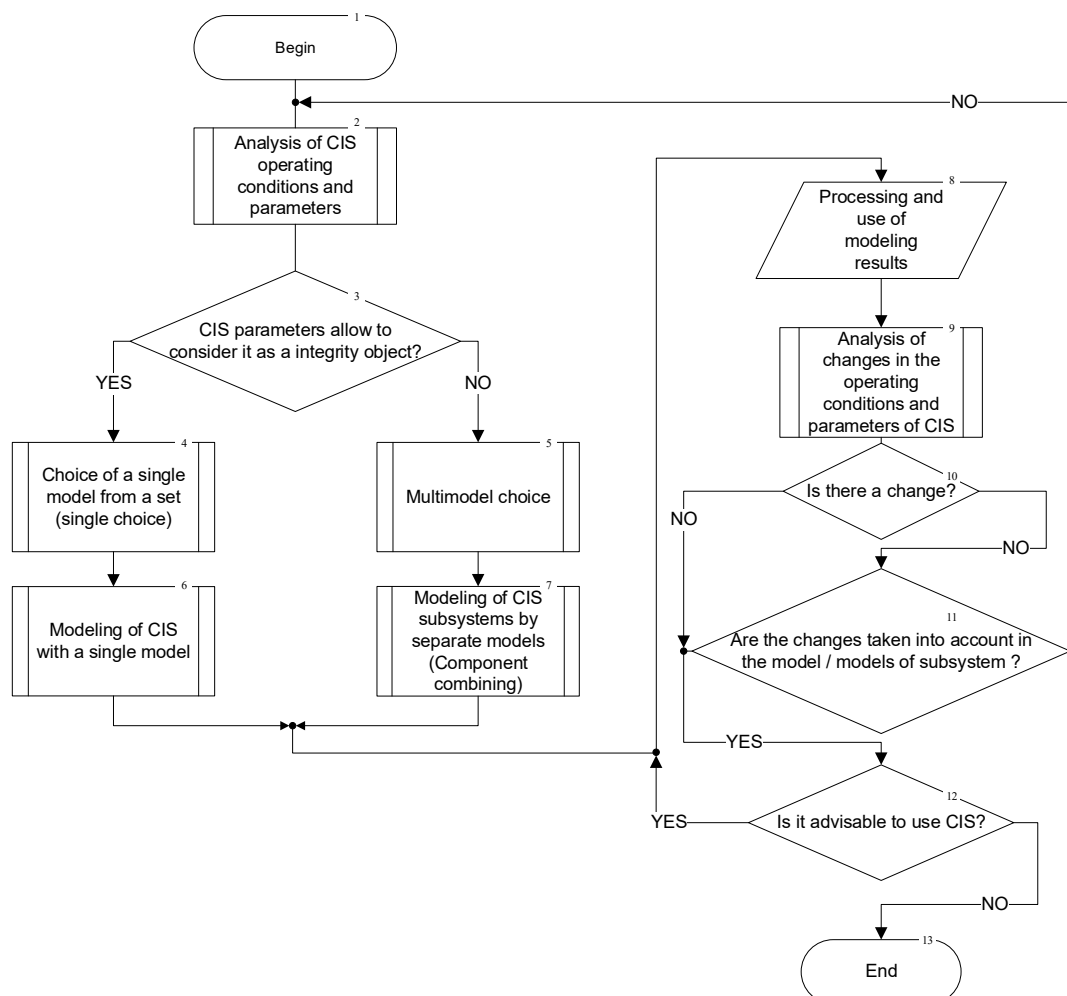 1
Begin
NO
2
Analysis of CIS
operating
conditions and
parameters
3
CIS parameters allow to
consider it as a integrity object?
YES
NO
4
Choice of a single
model from a set
(single choice)
5
Multimodel choice
6
Modeling of CIS
with a single model
7
Modeling of CIS
subsystems by
separate models
(Component
combining)
8
Processing and
use of
modeling
results
9
Analysis of
changes in the
operating
conditions and
parameters of CIS
10
Is there a change?
NO
NO
11
Are the changes taken into account in
the model / models of subsystem ?
YES
12
Is it advisable to use CIS?
YES
NO
13
End